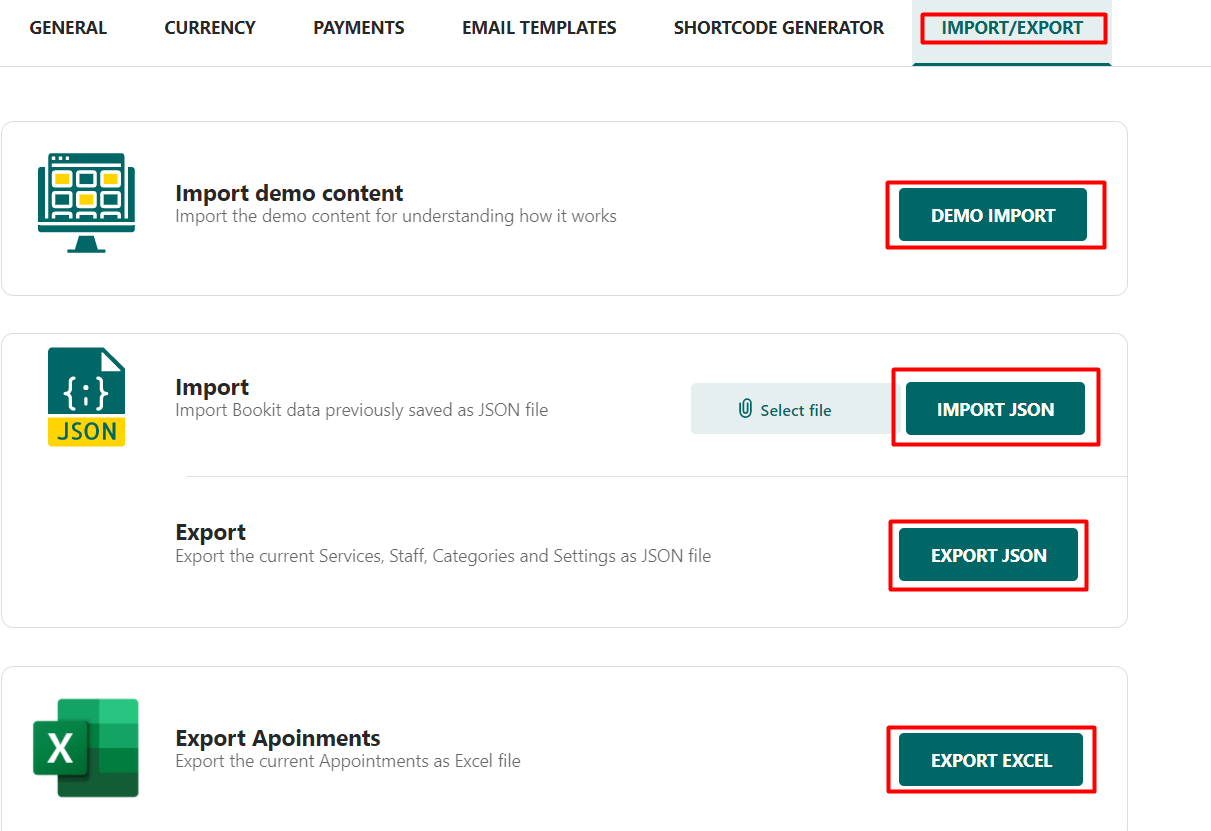 GENERAL CURRENCY PAYMENTS EMAIL TEMPLATES SHORTCODE GENERATOR IMPORT/EXPORT
Import demo content
Import the demo content for understanding how it works
DEMO IMPORT
Import
Import Bookit data previously saved as JSON file
Select file
IMPORT JSON
{;}
JSON
Export
Export the current Services, Staff, Categories and Settings as JSON file
EXPORT JSON
X
Export Apoinments
Export the current Appointments as Excel file
EXPORT EXCEL